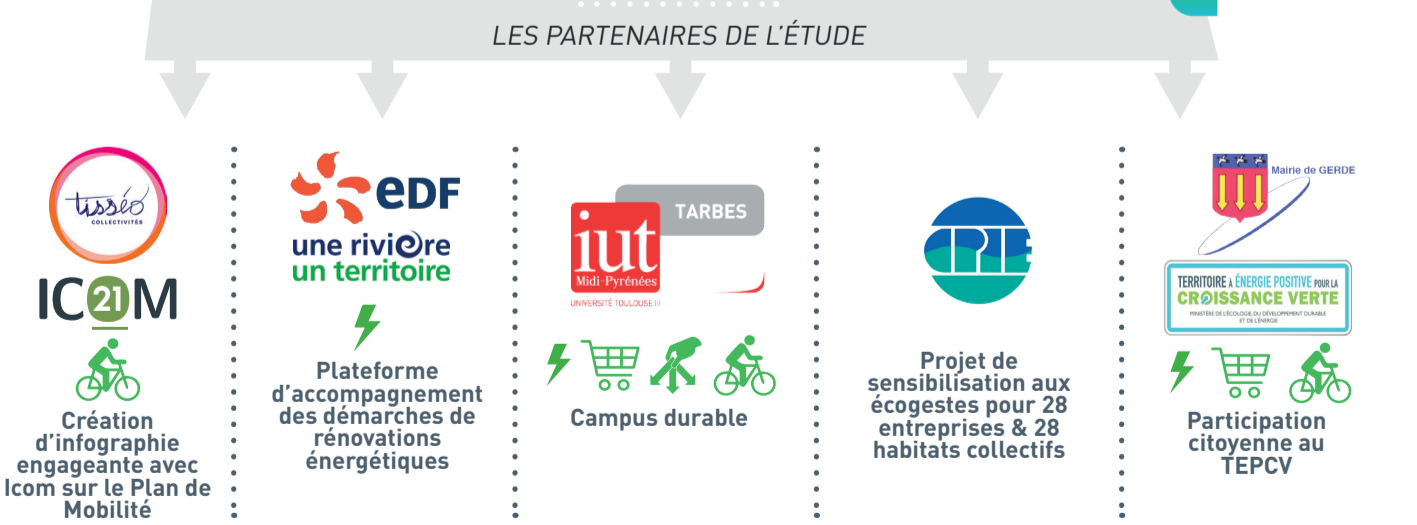 LES PARTENAIRES DE L'ÉTUDE
tisséo
COLLECTIVITÉS
IC21M
Création
d'infographie
engageante avec
Icom sur le Plan de
Mobilité
eDF
une rivière
un territoire
Plateforme
d'accompagnement
des démarches de
rénovations
énergétiques
TARBES
iut
Midi-Pyrénées
UNIVERSITÉ TOULOUSE III
Campus durable
CPIE
Projet de
sensibilisation aux
écogestes pour 28
entreprises & 28
habitats collectifs
Mairie de GERDE
TERRITOIRE À ÉNERGIE POSITIVE POUR LA
CROISSANCE VERTE
MINISTÈRE DE L'ÉCOLOGIE, DU DÉVELOPPEMENT DURABLE
ET DE L'ÉNERGIE
Participation
citoyenne au
TEPCV